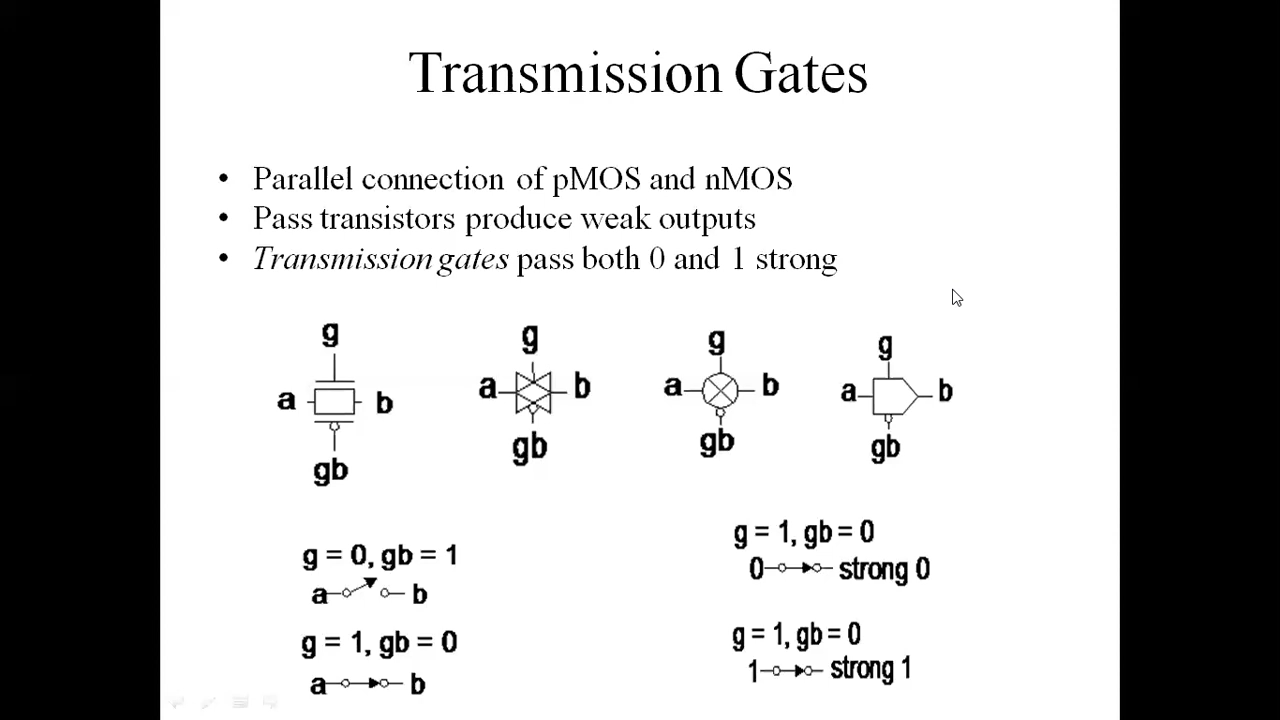 Transmission Gates
• Parallel connection of pMOS and nMOS
• Pass transistors produce weak outputs
• Transmission gates pass both 0 and 1 strong
g
a b
gb
g
a b
gb
g
a b
gb
g
a b
gb
g = 0, gb = 1
a b
g = 1, gb = 0
a b
g = 1, gb = 0
0 strong 0
g = 1, gb = 0
1 strong 1